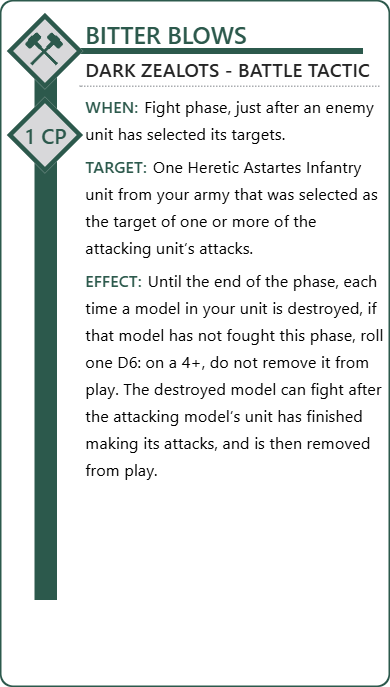 BITTER BLOWS
DARK ZEALOTS - BATTLE TACTIC
1 CP
WHEN: Fight phase, just after an enemy
unit has selected its targets.
TARGET: One Heretic Astartes Infantry
unit from your army that was selected as
the target of one or more of the
attacking unit's attacks.
EFFECT: Until the end of the phase, each
time a model in your unit is destroyed, if
that model has not fought this phase, roll
one D6: on a 4+, do not remove it from
play. The destroyed model can fight after
the attacking model's unit has finished
making its attacks, and is then removed
from play.